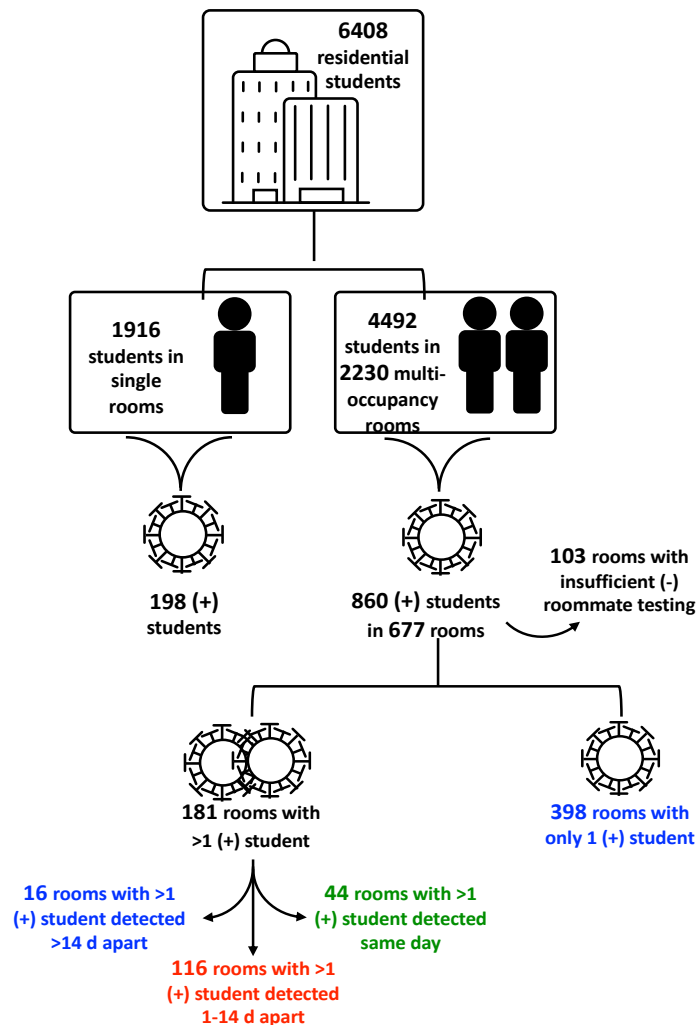 6408
residential
students
1916
students in
single
rooms
4492
students in
2230 multi-
occupancy
rooms
198 (+)
students
860 (+) students
in 677 rooms
103 rooms with
insufficient (-)
roommate testing
181 rooms with
>1 (+) student
398 rooms with
only 1 (+) student
16 rooms with >1
(+) student detected
>14 d apart
44 rooms with >1
(+) student detected
same day
116 rooms with >1
(+) student detected
1-14 d apart